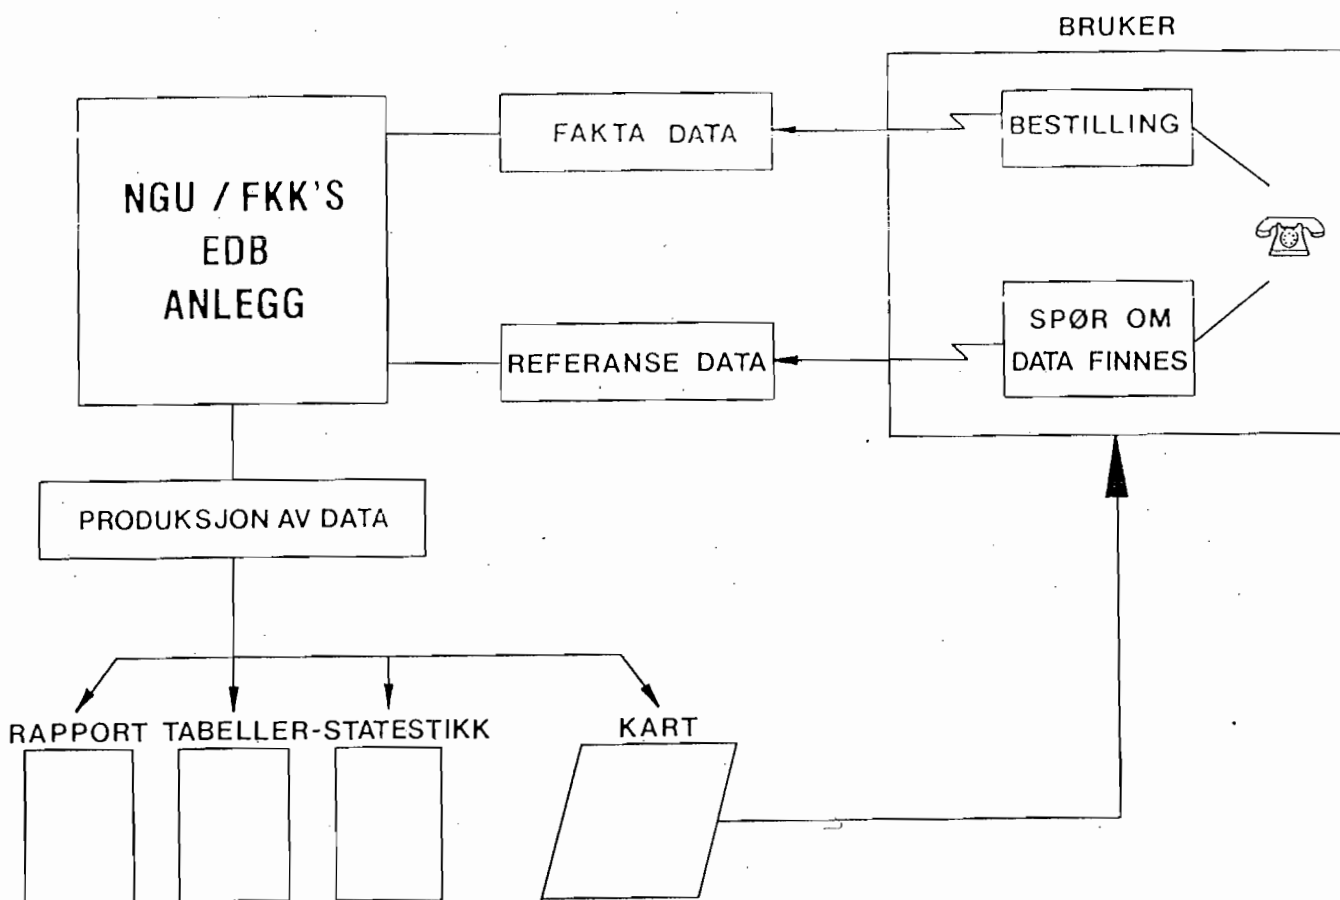 BRUKER
FAKTA DATA
BESTILLING
NGU / FKK'S
EDB
ANLEGG
REFERANSE DATA
SPØR OM
DATA FINNES
PRODUKSJON AV DATA
RAPPORT TABELLER-STATESTIKK
KART